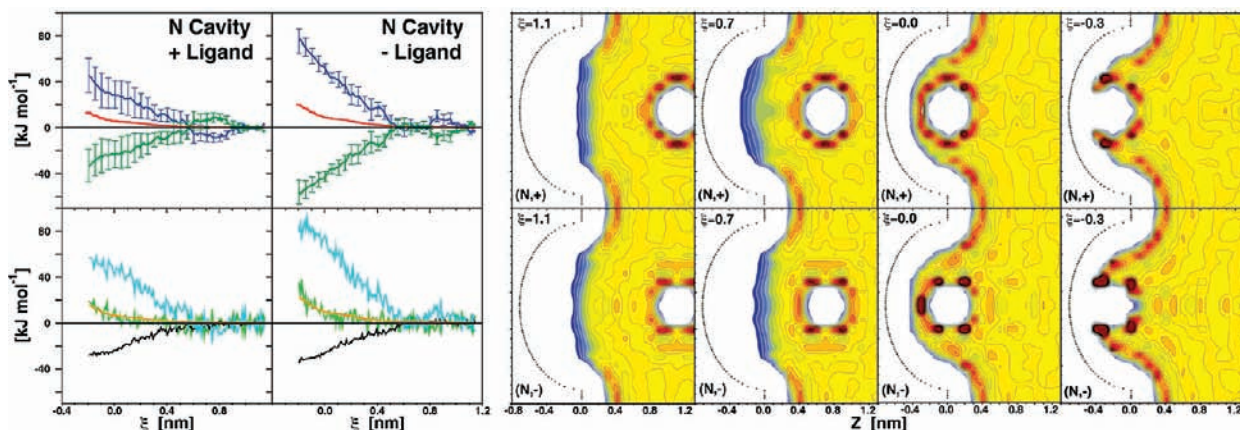 N Cavity
+ Ligand
N Cavity
- Ligand
[kJ mol⁻¹]
80
40
0
-40
[kJ mol⁻¹]
80
40
0
-40
-0.4 0.0 0.4 0.8
0.0 0.4 0.8 1.2
ξ [nm]
ξ [nm]
ξ=1.1
ξ=0.7
ξ=-0.0
ξ=-0.3
(N,+)
(N,+)
(N,+)
(N,+)
ξ=1.1
ξ=0.7
ξ=0.0
ξ=-0.3
(N,-)
(N,-)
(N,-)
(N,-)
-0.8 -0.4 0.0 0.4 0.8 1.2
-0.4 0.0 0.4 0.8 1.2
-0.4 0.0 0.4 0.8 1.2
-0.4 0.0 0.4 0.8 1.2
Z [nm]